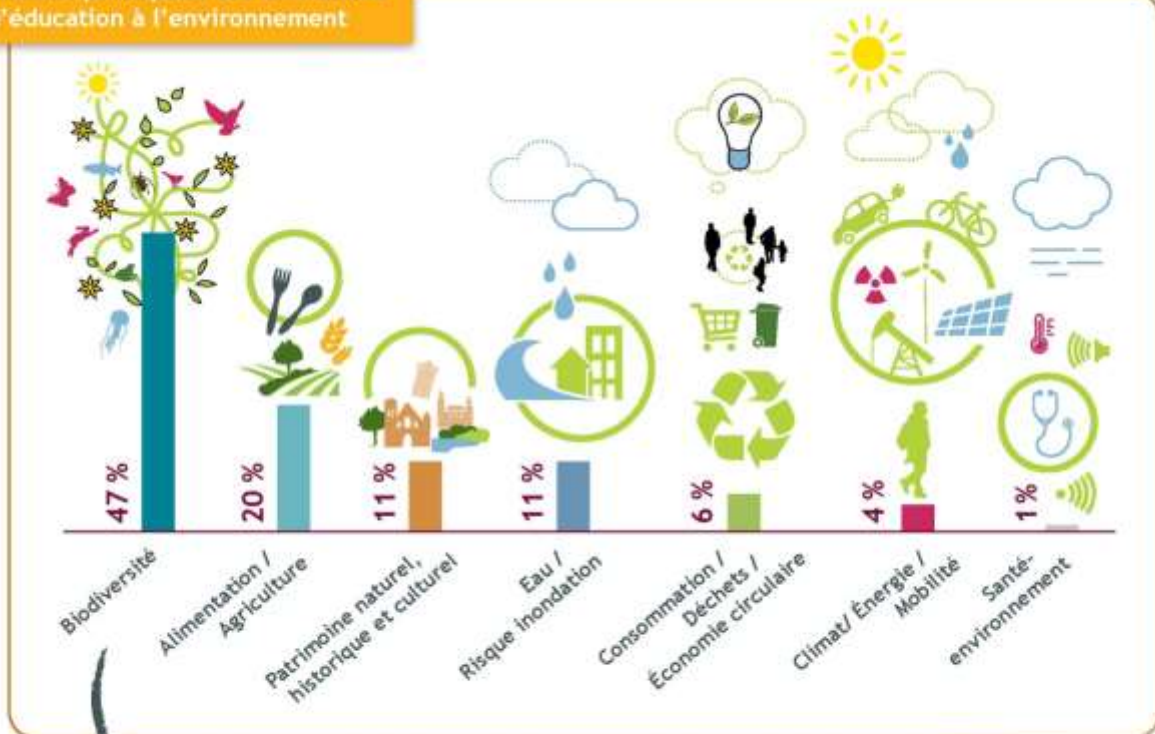 l'éducation à l'environnement
47 %
20 %
11 %
11 %
6 %
4 %
1%
Biodiversité
Alimentation /
Agriculture
Patrimoine naturel,
historique et culturel
Eau /
Risque inondation
Consommation /
Déchets /
Économie circulaire
Climat/ Énergie /
Mobilité
Santé-
environnement